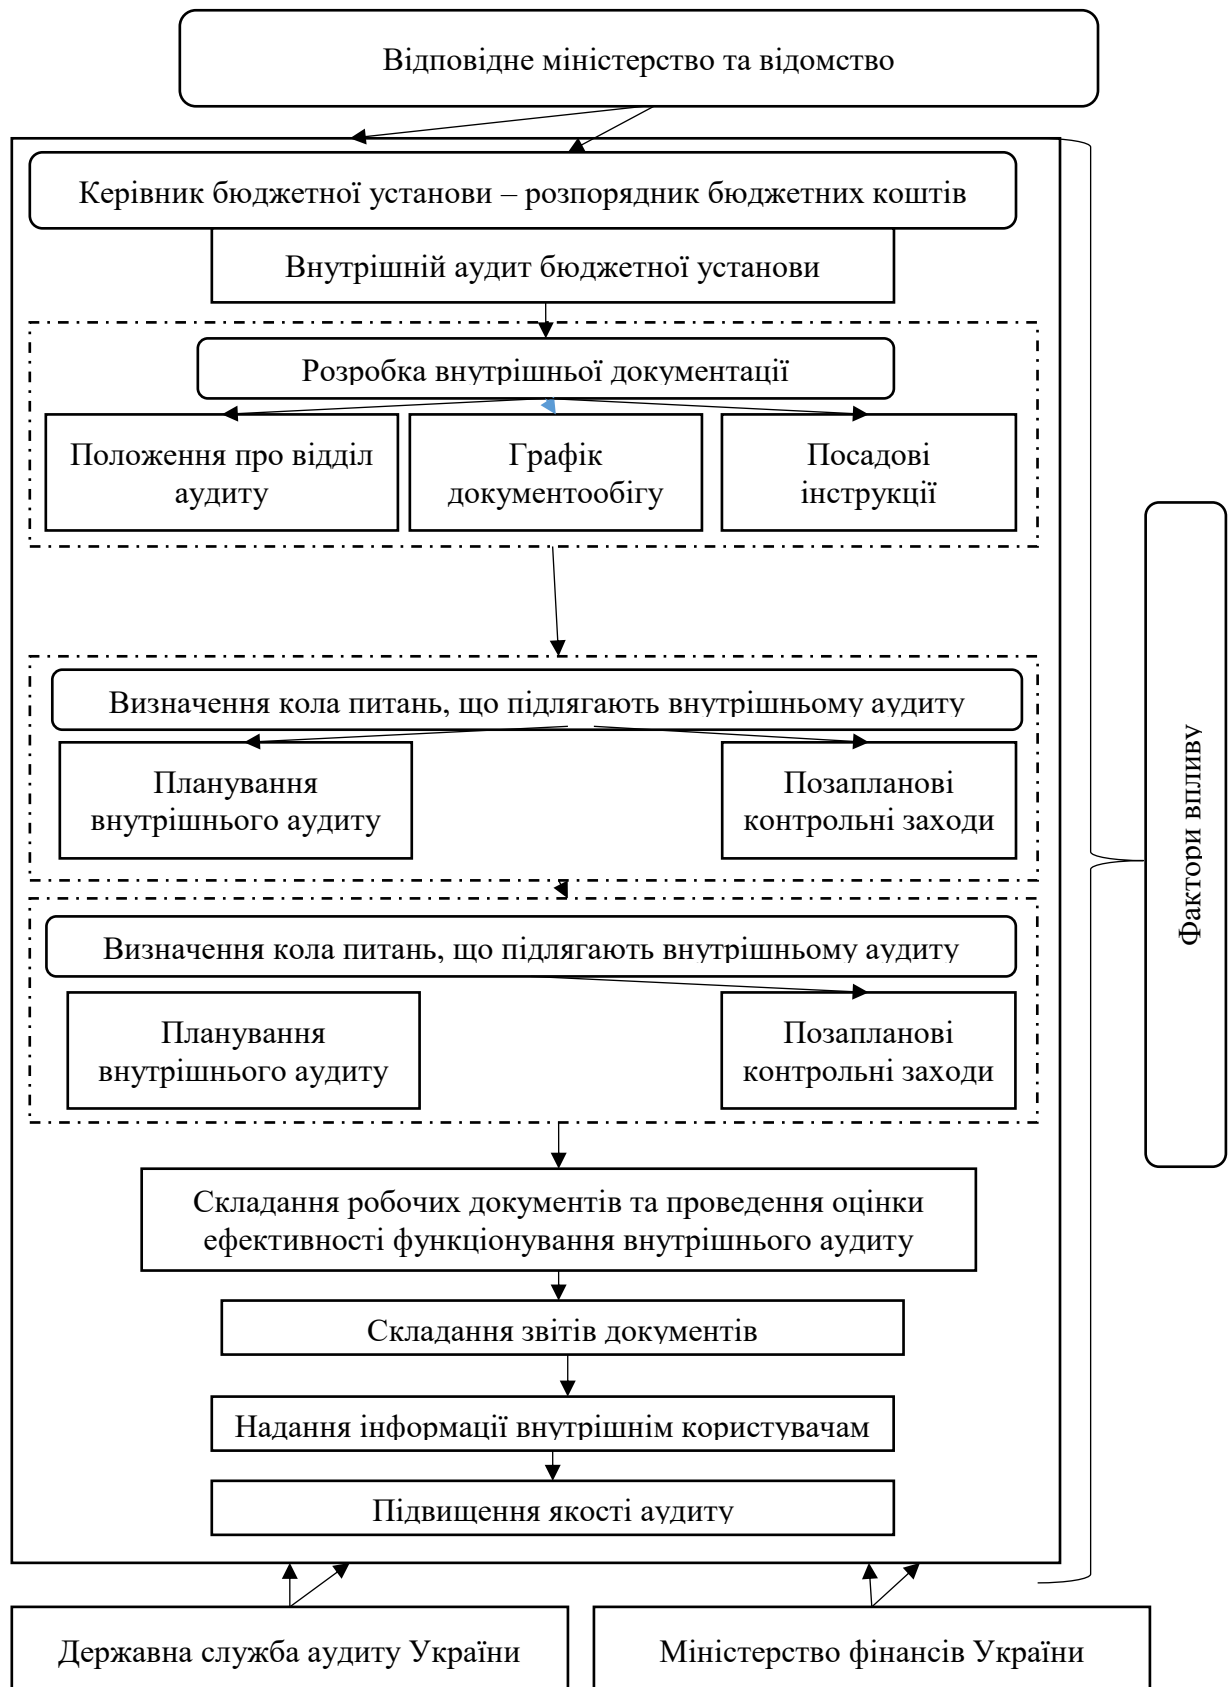 Відповідне міністерство та відомство
Керівник бюджетної установи – розпорядник бюджетних коштів
Внутрішній аудит бюджетної установи
Розробка внутрішньої документації
Положення про відділ
аудиту
Графік
документообігу
Посадові
інструкції
Визначення кола питань, що підлягають внутрішньому аудиту
Планування
внутрішнього аудиту
Позапланові
контрольні заходи
Визначення кола питань, що підлягають внутрішньому аудиту
Планування
внутрішнього аудиту
Позапланові
контрольні заходи
Складання робочих документів та проведення оцінки
ефективності функціонування внутрішнього аудиту
Складання звітів документів
Надання інформації внутрішнім користувачам
Підвищення якості аудиту
Державна служба аудиту України
Міністерство фінансів України
Фактори впливу